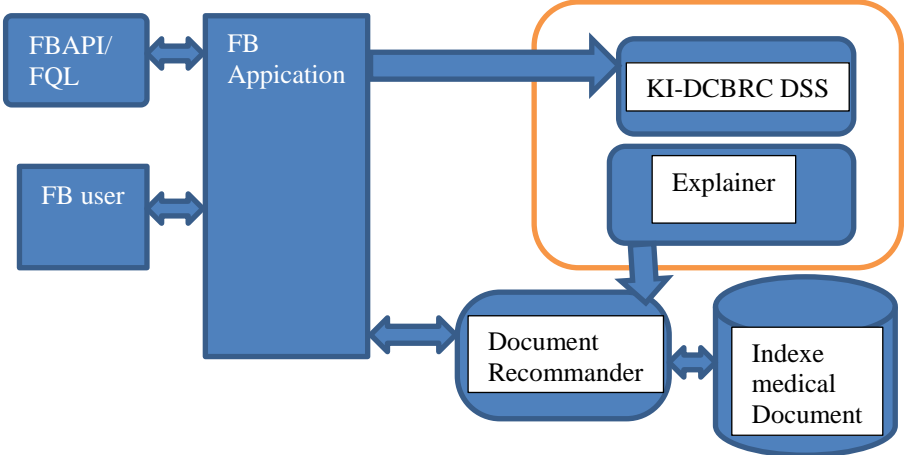 FBAPI/
FQL
FB
Appication
KI-DCBRC DSS
FB user
Explainer
Document
Recommander
Indexe
medical
Document